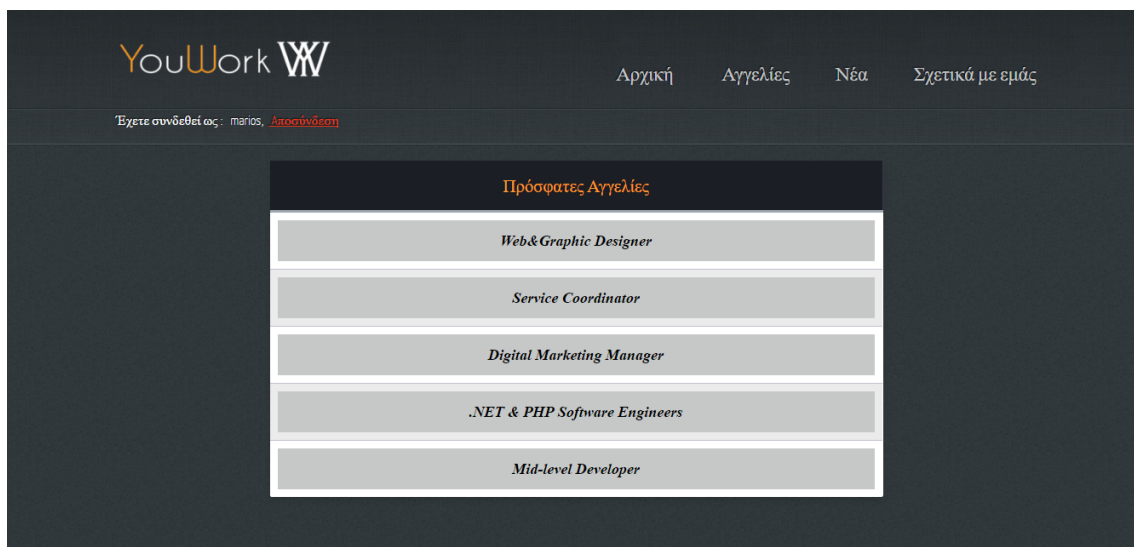 YouWork W
Αρχική Αγγελίες Νέα Σχετικά με εμάς
Έχετε συνδεθεί ως : marios, Αποσύνδεση
Πρόσφατες Αγγελίες
Web&Graphic Designer
Service Coordinator
Digital Marketing Manager
.NET & PHP Software Engineers
Mid-level Developer